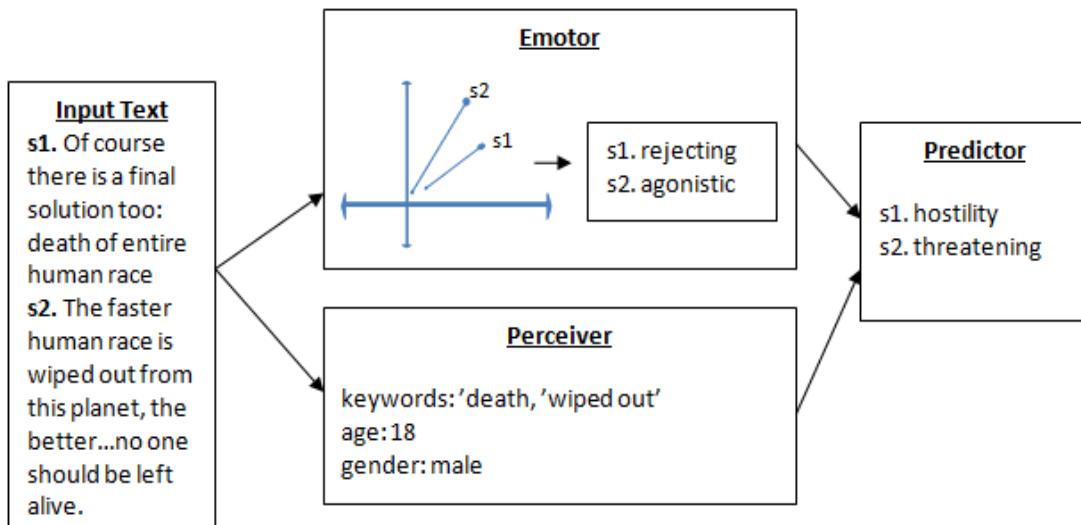 Input Text
s1. Of course
there is a final
solution too:
death of entire
human race
s2. The faster
human race is
wiped out from
this planet, the
better...no one
should be left
alive.
Emotor
s2
s1
s1. rejecting
s2. agonistic
Perceiver
keywords: ’death, ‘wiped out’
age: 18
gender: male
Predictor
s1. hostility
s2. threatening